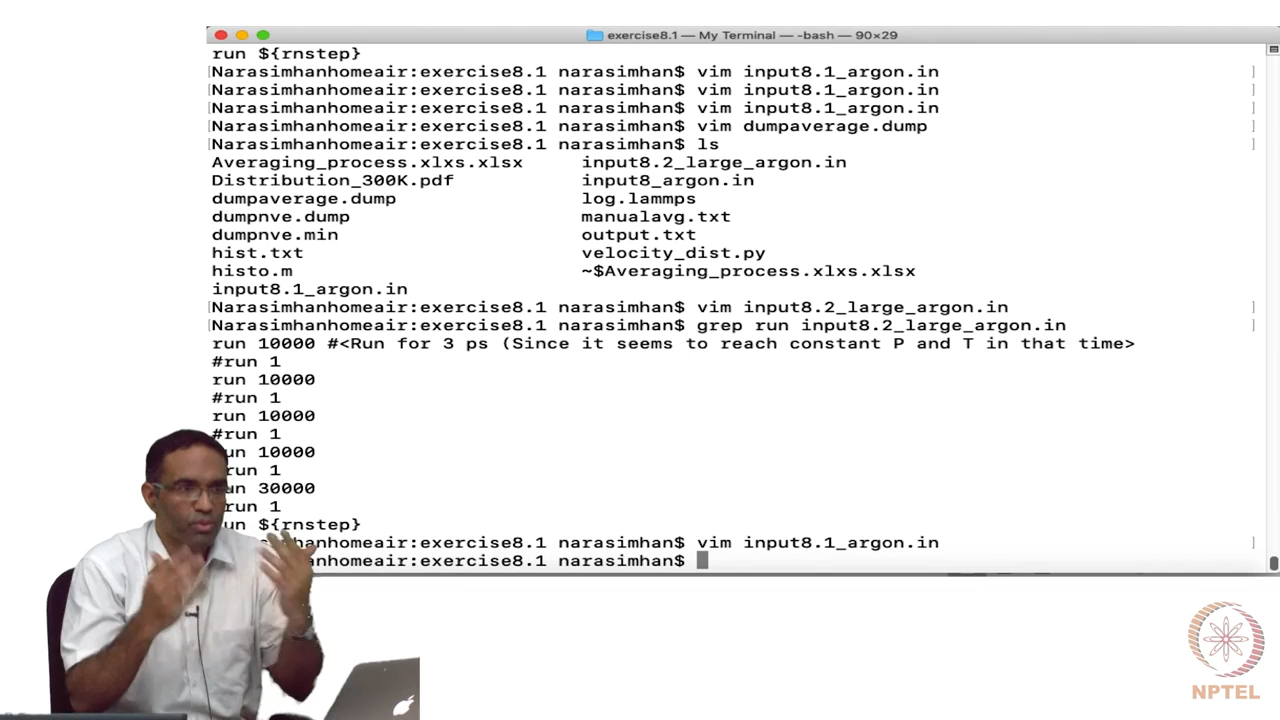 exercise8.1 — My Terminal — -bash — 90×29
run ${rnstep}
[Narasimhanhomeair:exercise8.1 narasimhan$ vim input8.1_argon.in ]
[Narasimhanhomeair:exercise8.1 narasimhan$ vim input8.1_argon.in ]
[Narasimhanhomeair:exercise8.1 narasimhan$ vim input8.1_argon.in ]
[Narasimhanhomeair:exercise8.1 narasimhan$ vim dumpaverage.dump ]
[Narasimhanhomeair:exercise8.1 narasimhan$ ls ]
Averaging_process.xlxs.xlsx input8.2_large_argon.in
Distribution_300K.pdf input8_argon.in
dumpaverage.dump log.lammps
dumpnve.dump manualavg.txt
dumpnve.min output.txt
hist.txt velocity_dist.py
histo.m ~$Averaging_process.xlxs.xlsx
input8.1_argon.in
[Narasimhanhomeair:exercise8.1 narasimhan$ vim input8.2_large_argon.in ]
[Narasimhanhomeair:exercise8.1 narasimhan$ grep run input8.2_large_argon.in ]
run 10000 #<Run for 3 ps (Since it seems to reach constant P and T in that time>
#run 1
run 10000
#run 1
run 10000
#run 1
un 10000
run 1
un 30000
run 1
un ${rnstep}
hanhomeair:exercise8.1 narasimhan$ vim input8.1_argon.in ]
hanhomeair:exercise8.1 narasimhan$
NPTEL